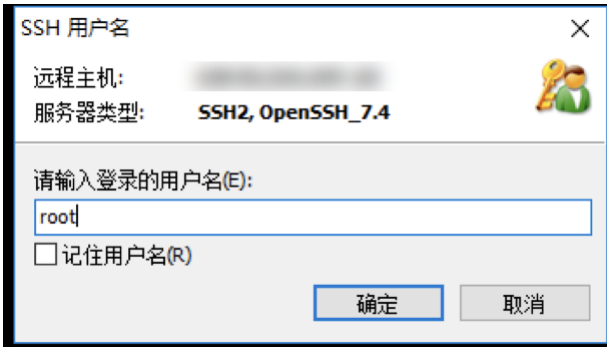 SSH 用户名
远程主机:
服务器类型: SSH2, OpenSSH_7.4
请输入登录的用户名(E):
root
记住用户名(R)
确定 取消